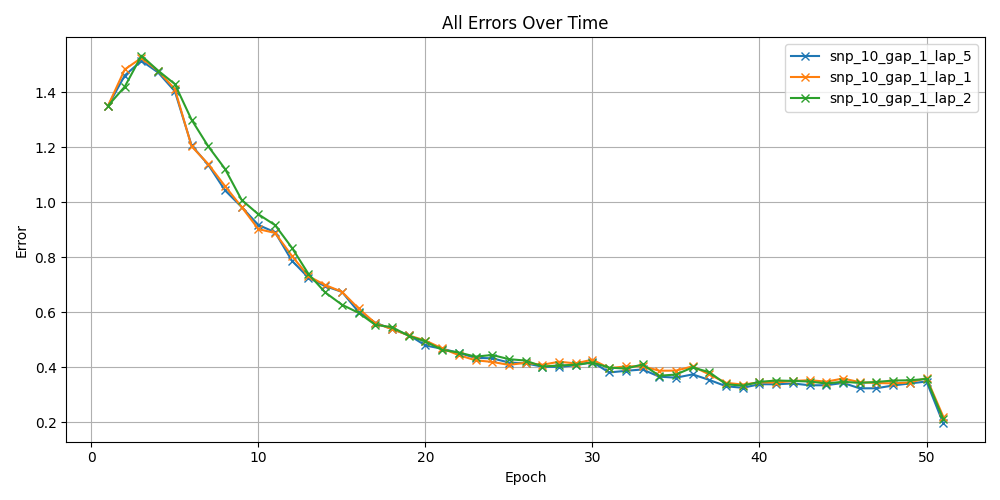 All Errors Over Time
snp_10_gap_1_lap_5
snp_10_gap_1_lap_1
snp_10_gap_1_lap_2
Error
1.4
1.2
1.0
0.8
0.6
0.4
0.2
0 10 20 30 40 50
Epoch